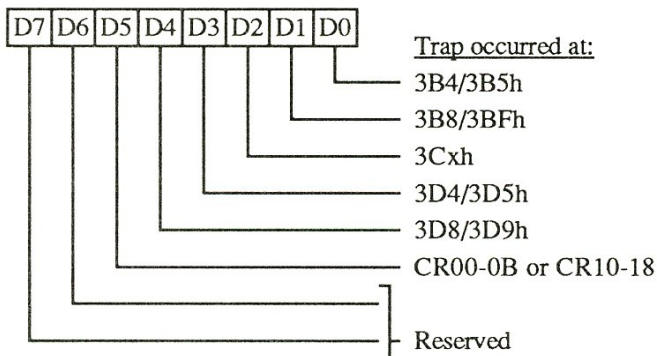 D7 D6 D5 D4 D3 D2 D1 D0
Trap occurred at:
3B4/3B5h
3B8/3BFh
3Cxh
3D4/3D5h
3D8/3D9h
CR00-0B or CR10-18
Reserved